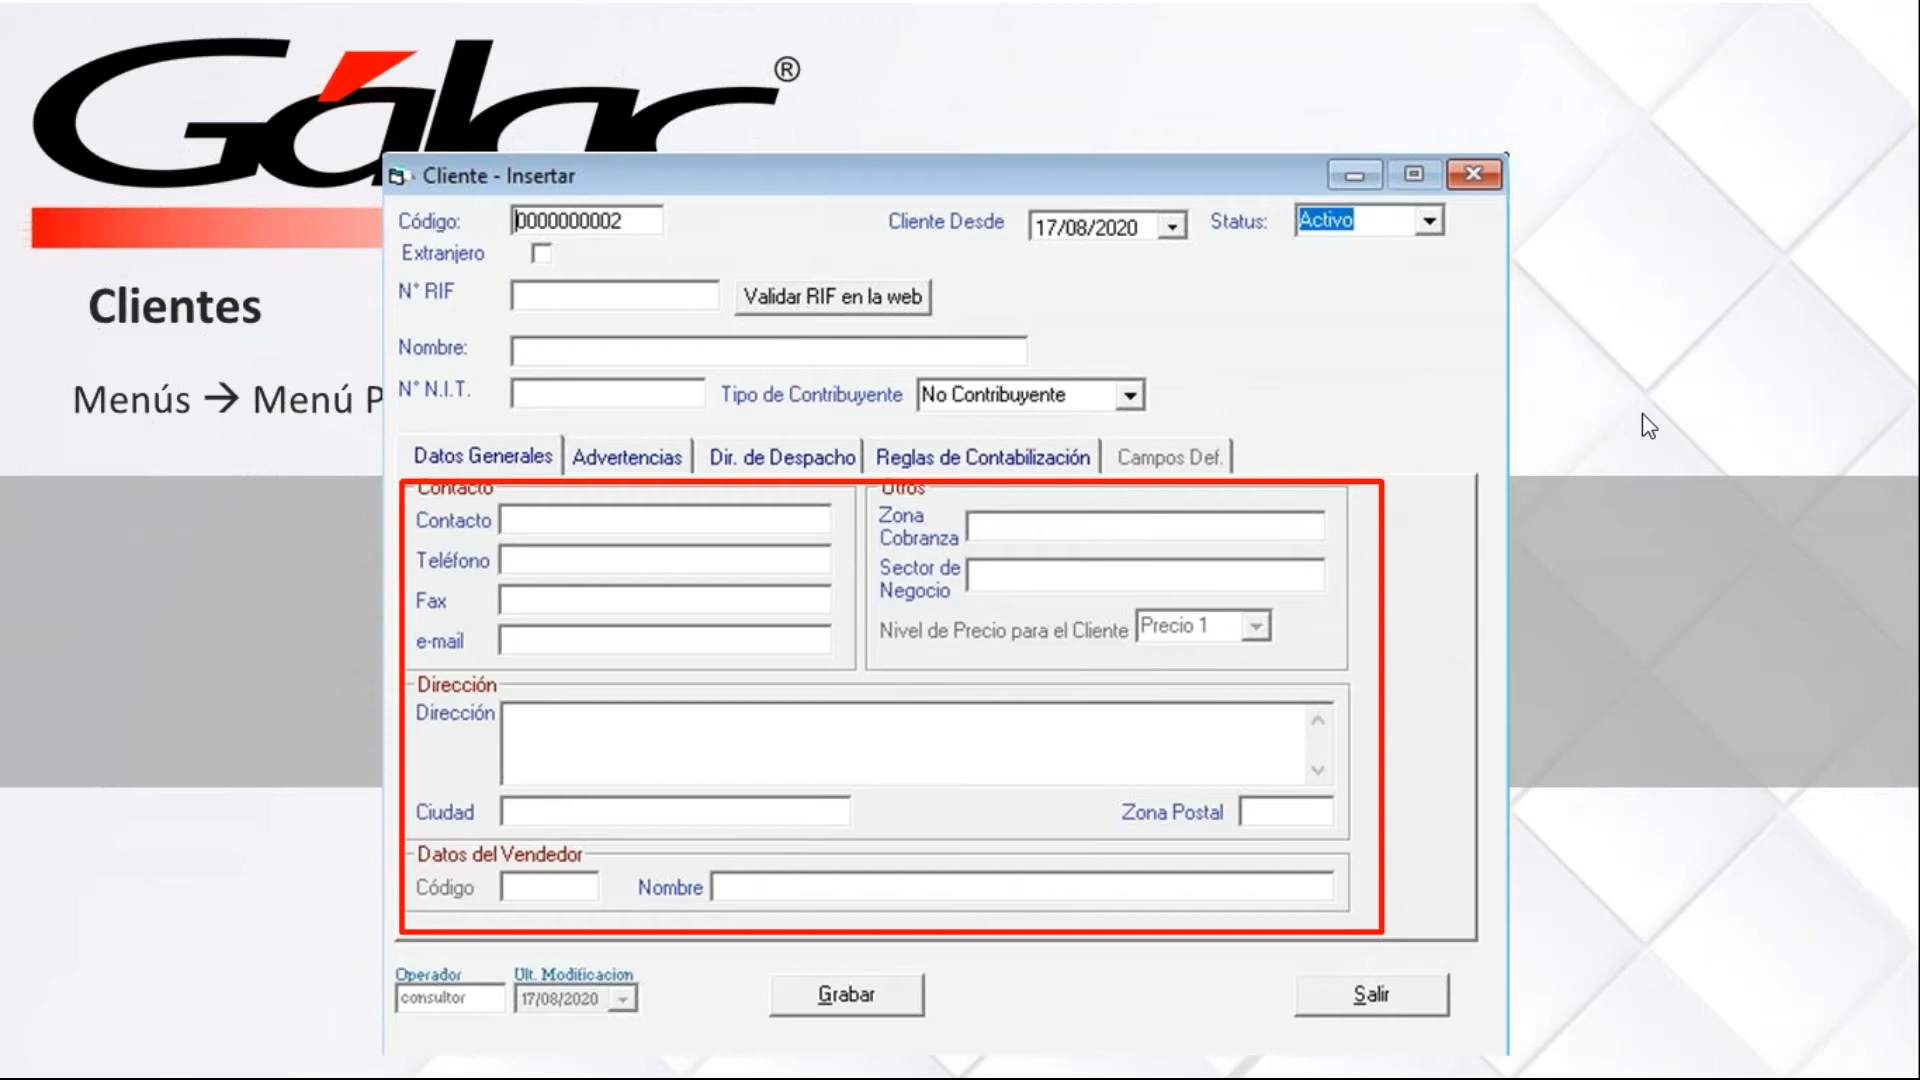 Gálac ®
Clientes
Menús → Menú P
Cliente - Insertar
Código: 0000000002 Cliente Desde 17/08/2020 Status: Activo
Extranjero
N° RIF Validar RIF en la web
Nombre:
N° N.I.T. Tipo de Contribuyente No Contribuyente
Datos Generales Advertencias Dir. de Despacho Reglas de Contabilización Campos Def.
Contacto
Contacto
Teléfono
Fax
e-mail
Otros
Zona
Cobranza
Sector de
Negocio
Nivel de Precio para el Cliente Precio 1
Dirección
Dirección
Ciudad Zona Postal
Datos del Vendedor
Código Nombre
Operador Ult. Modificacion
consultor 17/08/2020
Grabar Salir